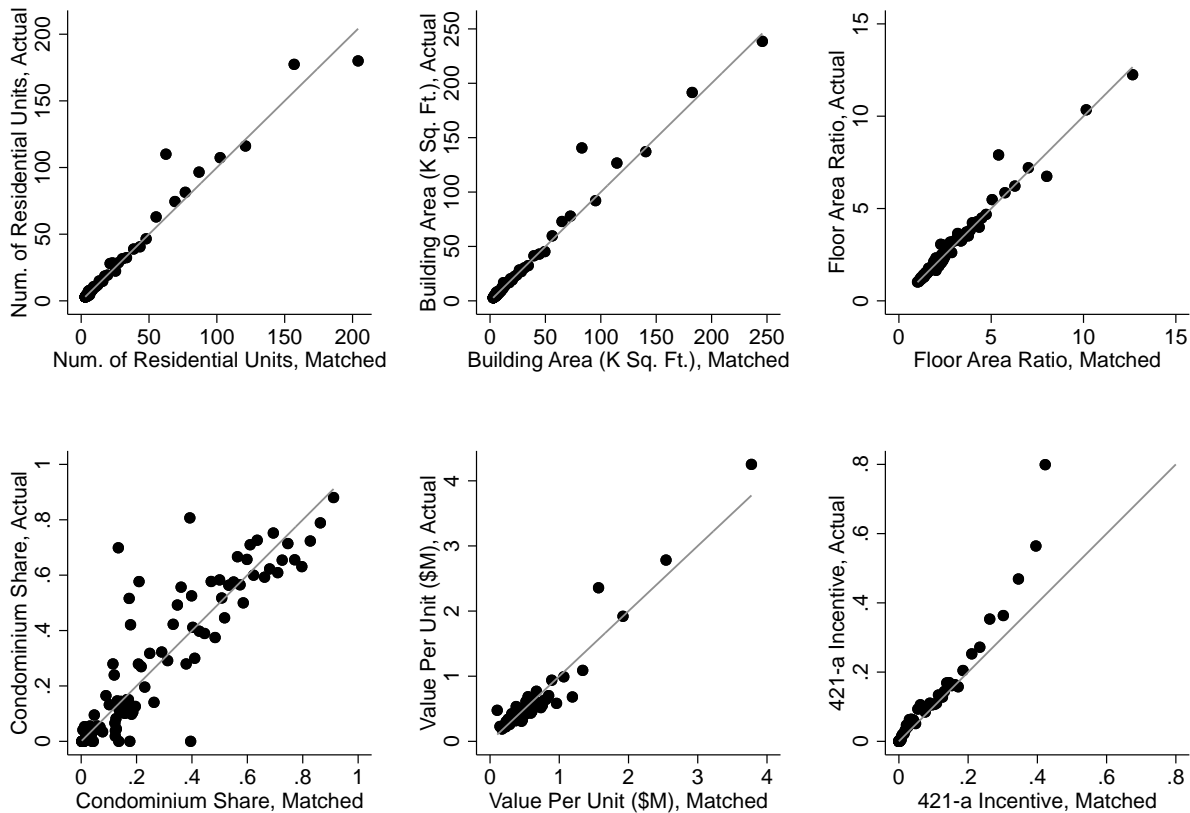 Num. of Residential Units, Actual
200
150
100
50
0
0 50 100 150 200
Num. of Residential Units, Matched
Building Area (K Sq. Ft.), Actual
250
200
150
100
50
0
0 50 100 150 200 250
Building Area (K Sq. Ft.), Matched
Floor Area Ratio, Actual
15
10
5
0
0 5 10 15
Floor Area Ratio, Matched
Condominium Share, Actual
1
.8
.6
.4
.2
0
0 .2 .4 .6 .8 1
Condominium Share, Matched
Value Per Unit ($M), Actual
4
3
2
1
0
0 1 2 3 4
Value Per Unit ($M), Matched
421-a Incentive, Actual
.8
.6
.4
.2
0
0 .2 .4 .6 .8
421-a Incentive, Matched